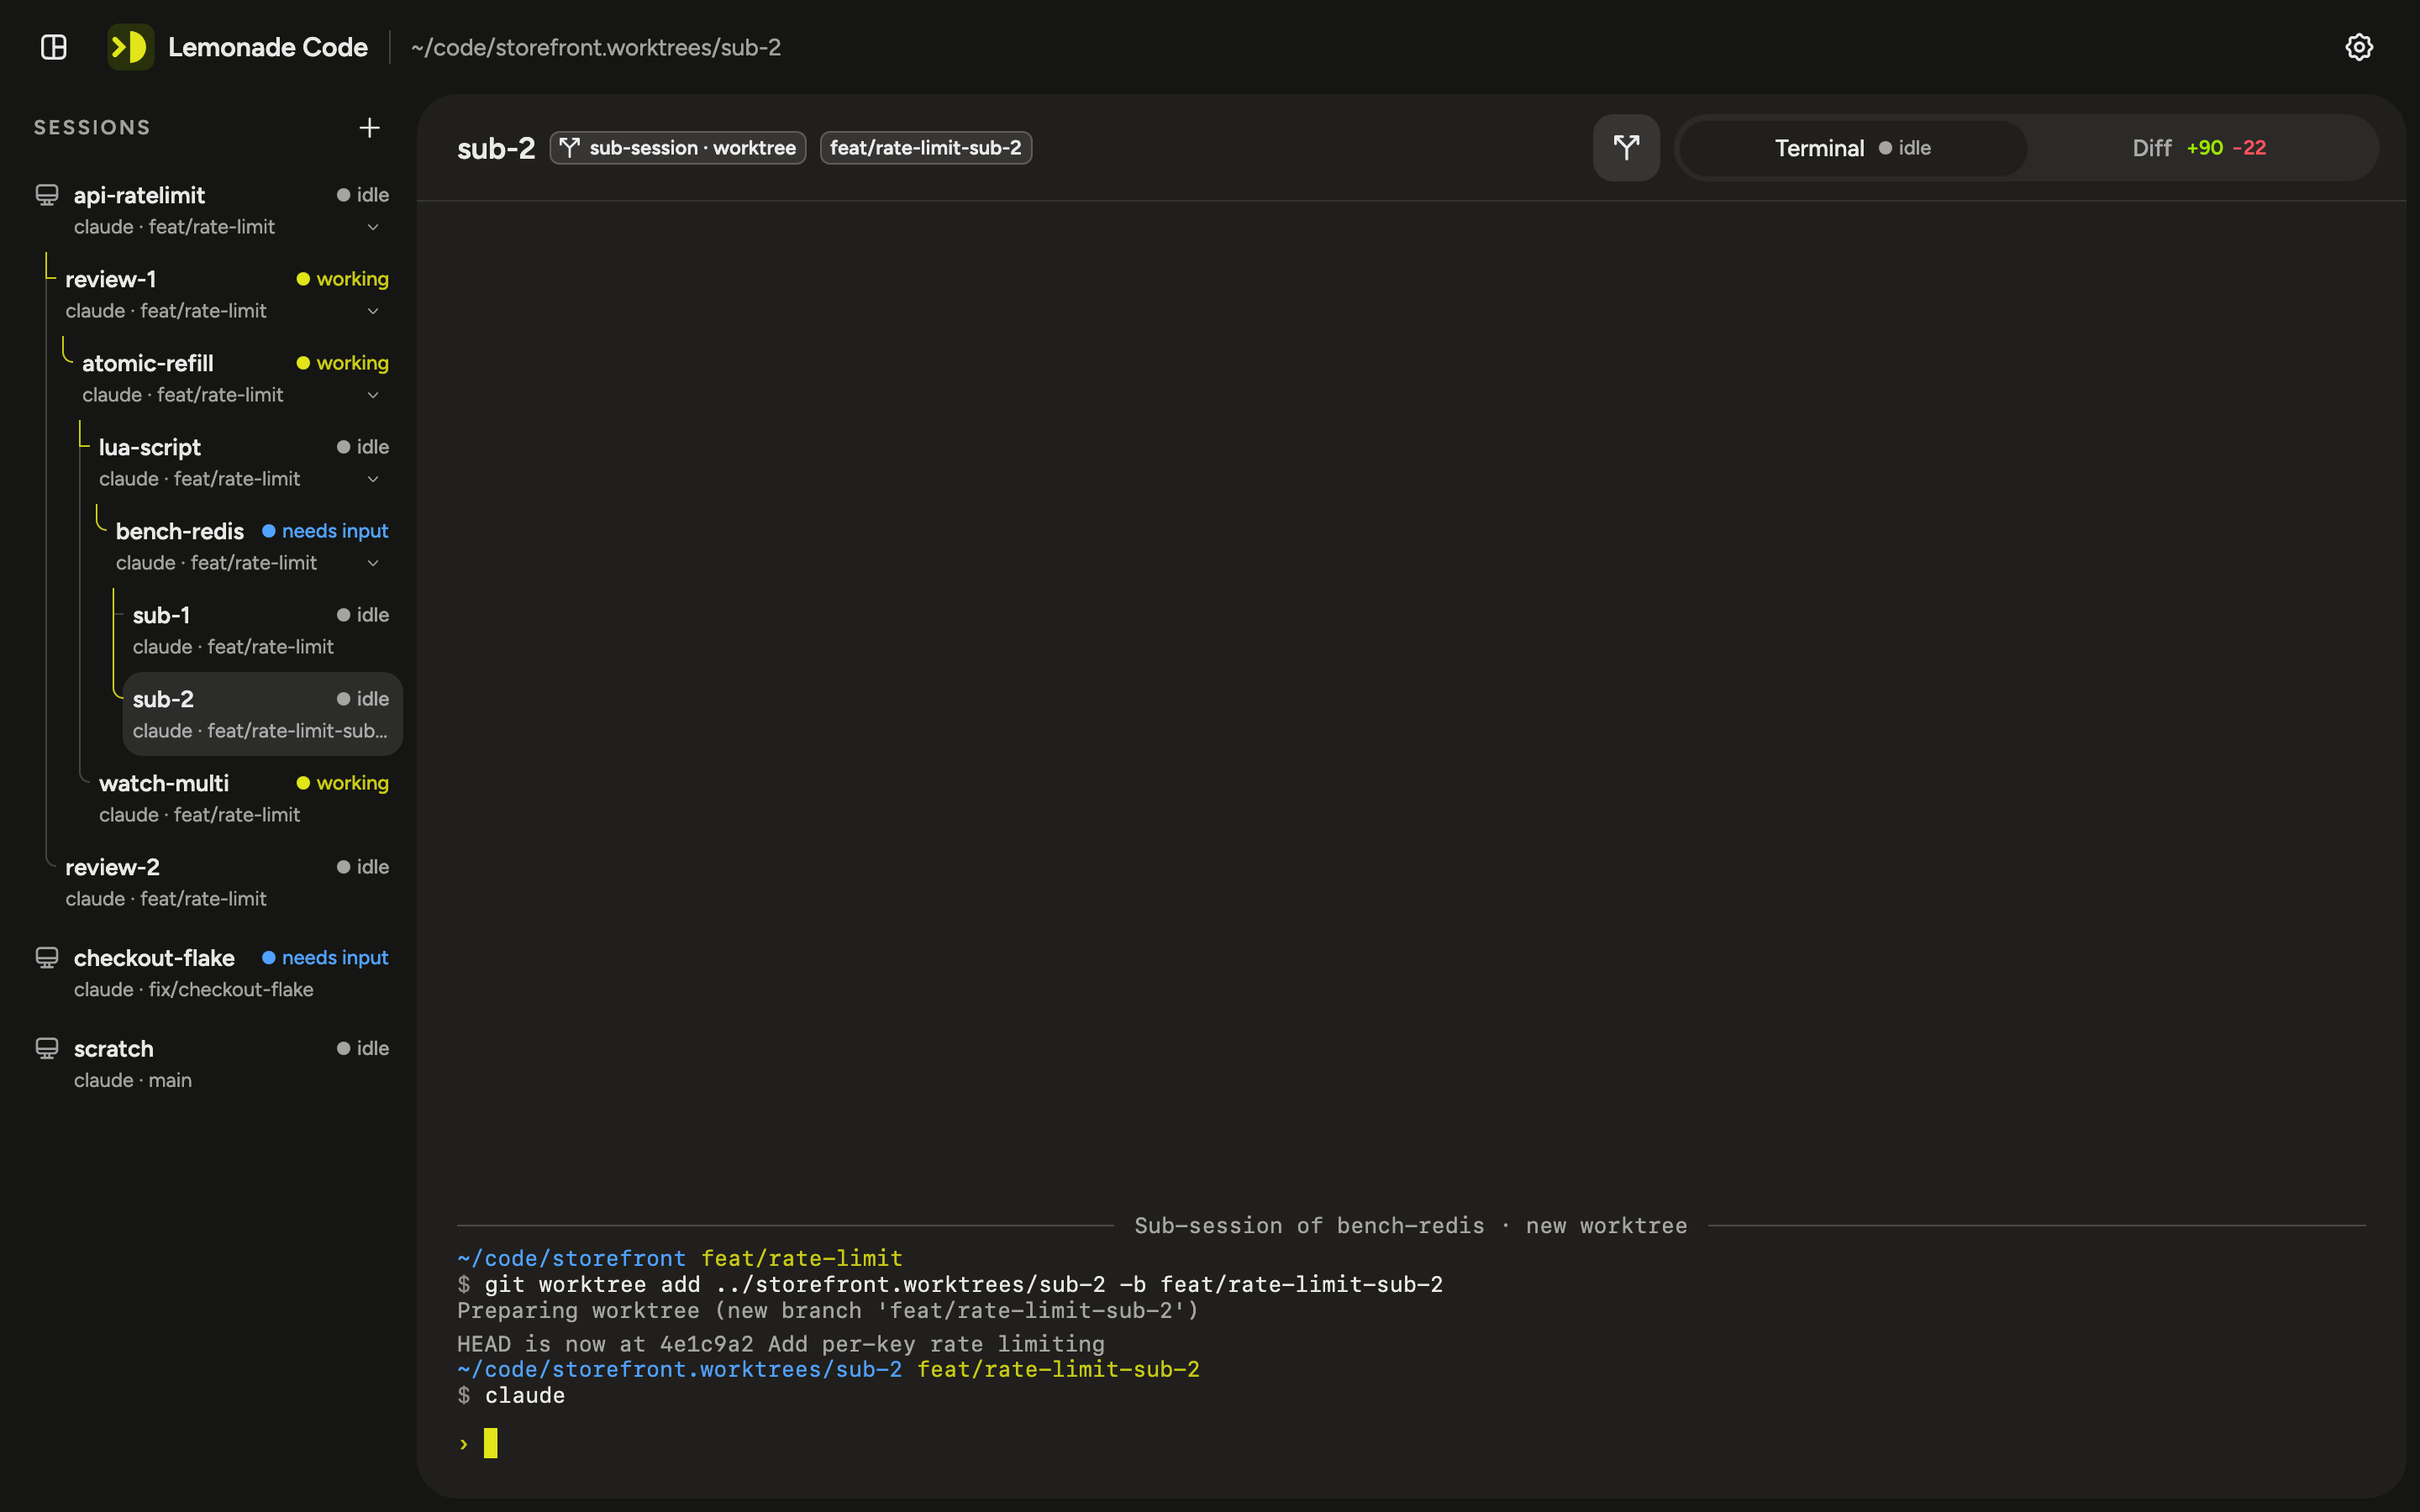 Lemonade Code
~/code/storefront.worktrees/sub-2
SESSIONS
api-ratelimit
idle
claude · feat/rate-limit
review-1
working
claude · feat/rate-limit
atomic-refill
working
claude · feat/rate-limit
lua-script
idle
claude · feat/rate-limit
bench-redis
needs input
claude · feat/rate-limit
sub-1
idle
claude · feat/rate-limit
sub-2
idle
claude · feat/rate-limit-sub...
watch-multi
working
claude · feat/rate-limit
review-2
idle
claude · feat/rate-limit
checkout-flake
needs input
claude · fix/checkout-flake
scratch
idle
claude · main
sub-2
sub-session · worktree
feat/rate-limit-sub-2
Terminal
idle
Diff +90 -22
Sub-session of bench-redis · new worktree
~/code/storefront feat/rate-limit
$ git worktree add ../storefront.worktrees/sub-2 -b feat/rate-limit-sub-2
Preparing worktree (new branch 'feat/rate-limit-sub-2')
HEAD is now at 4e1c9a2 Add per-key rate limiting
~/code/storefront.worktrees/sub-2 feat/rate-limit-sub-2
$ claude
›